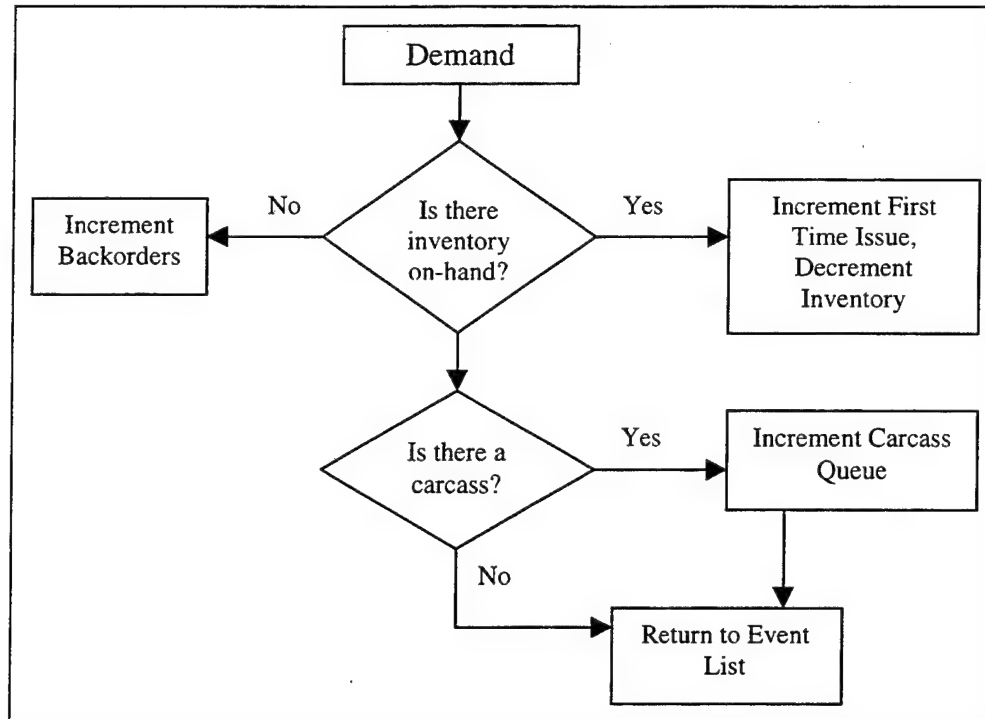 Demand
No
Yes
Increment
Backorders
Is there
inventory
on-hand?
Increment First
Time Issue,
Decrement
Inventory
Is there a
carcass?
Yes
Increment Carcass
Queue
No
Return to Event
List